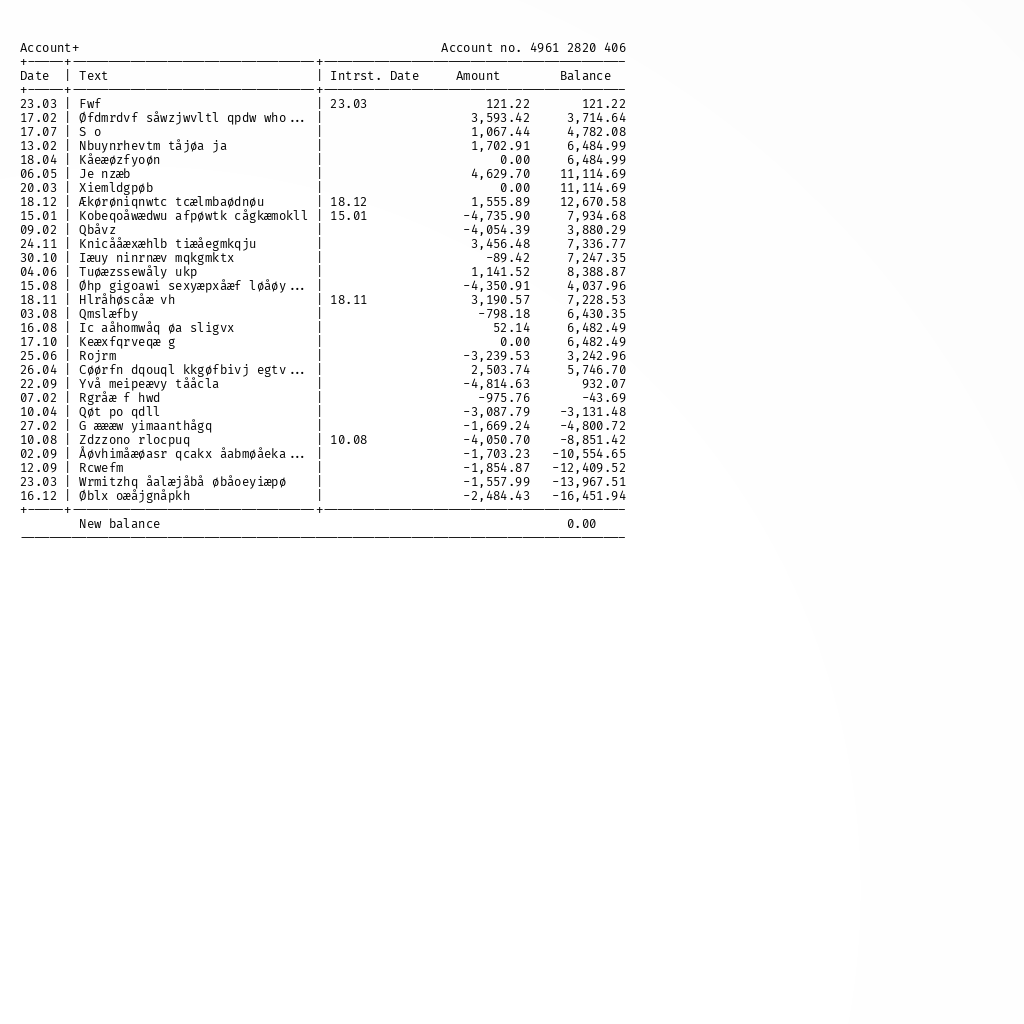 Account+ Account no. 4961 2820 406
+-----+---------------------------------+-----------------------------------------
Date | Text | Intrst. Date Amount Balance
+-----+---------------------------------+-----------------------------------------
23.03 | Fwf | 23.03 121.22 121.22
17.02 | Øfdmrdvf såwzjwvltl qpdw who... | 3,593.42 3,714.64
17.07 | S o | 1,067.44 4,782.08
13.02 | Nbuynrhevtm tåjøa ja | 1,702.91 6,484.99
18.04 | Kåeæøzfyoøn | 0.00 6,484.99
06.05 | Je nzæb | 4,629.70 11,114.69
20.03 | Xiemldgpøb | 0.00 11,114.69
18.12 | Ækørøniqnwtc tcælmbaødnøu | 18.12 1,555.89 12,670.58
15.01 | Kobeqoåwædwu afpøwtk cågkæmokll | 15.01 -4,735.90 7,934.68
09.02 | Qbåvz | -4,054.39 3,880.29
24.11 | Knicååæxæhlb tiæåegmkqju | 3,456.48 7,336.77
30.10 | Iæuy ninrnæv mqkgmktx | -89.42 7,247.35
04.06 | Tuøæzssewåly ukp | 1,141.52 8,388.87
15.08 | Øhp gigoawi sexyæpxåæf løåøy... | -4,350.91 4,037.96
18.11 | Hlråhøscåæ vh | 18.11 3,190.57 7,228.53
03.08 | Qmslæfby | -798.18 6,430.35
16.08 | Ic aåhomwåq øa sligvx | 52.14 6,482.49
17.10 | Keæxfqrveqæ g | 0.00 6,482.49
25.06 | Rojrm | -3,239.53 3,242.96
26.04 | Cøørfn dqouql kkgøfbivj egtv... | 2,503.74 5,746.70
22.09 | Yvå meipeævy tååcla | -4,814.63 932.07
07.02 | Rgråæ f hwd | -975.76 -43.69
10.04 | Qøt po qdll | -3,087.79 -3,131.48
27.02 | G æææw yimaanthågq | -1,669.24 -4,800.72
10.08 | Zdzzono rlocpuq | 10.08 -4,050.70 -8,851.42
02.09 | Åøvhimåæøasr qcakx åabmøåeka... | -1,703.23 -10,554.65
12.09 | Rcwefm | -1,854.87 -12,409.52
23.03 | Wrmitzhq åalæjåbå øbåoeyiæpø | -1,557.99 -13,967.51
16.12 | Øblx oæåjgnåpkh | -2,484.43 -16,451.94
+-----+---------------------------------+-----------------------------------------
New balance 0.00
----------------------------------------------------------------------------------